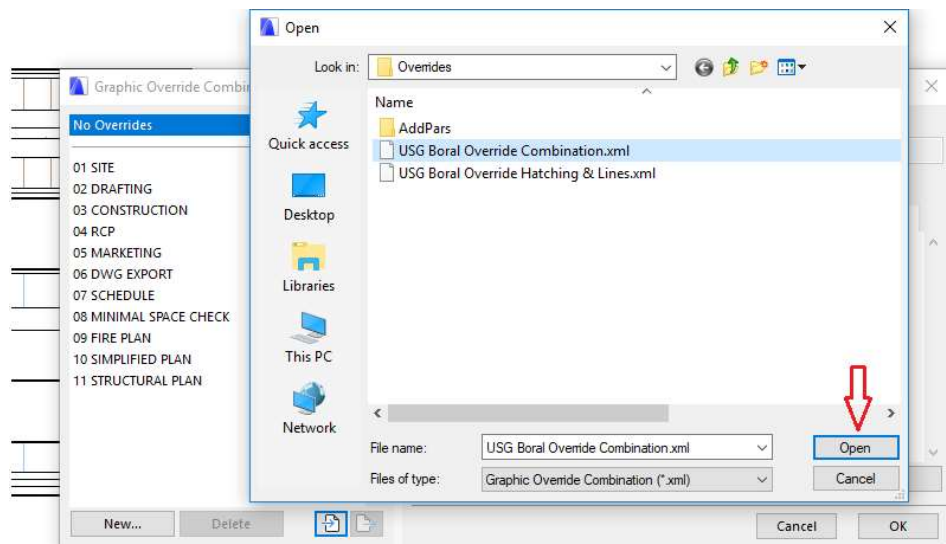 Open
Look in:
Overrides
Graphic Override Combi
Name
No Overrides
AddPars
USG Boral Override Combination.xml
USG Boral Override Hatching & Lines.xml
Quick access
Desktop
Libraries
This PC
Network
01 SITE
02 DRAFTING
03 CONSTRUCTION
04 RCP
05 MARKETING
06 DWG EXPORT
07 SCHEDULE
08 MINIMAL SPACE CHECK
09 FIRE PLAN
10 SIMPLIFIED PLAN
11 STRUCTURAL PLAN
File name: USG Boral Override Combination.xml Open
Files of type: Graphic Override Combination (*.xml) Cancel
New... Delete Cancel OK